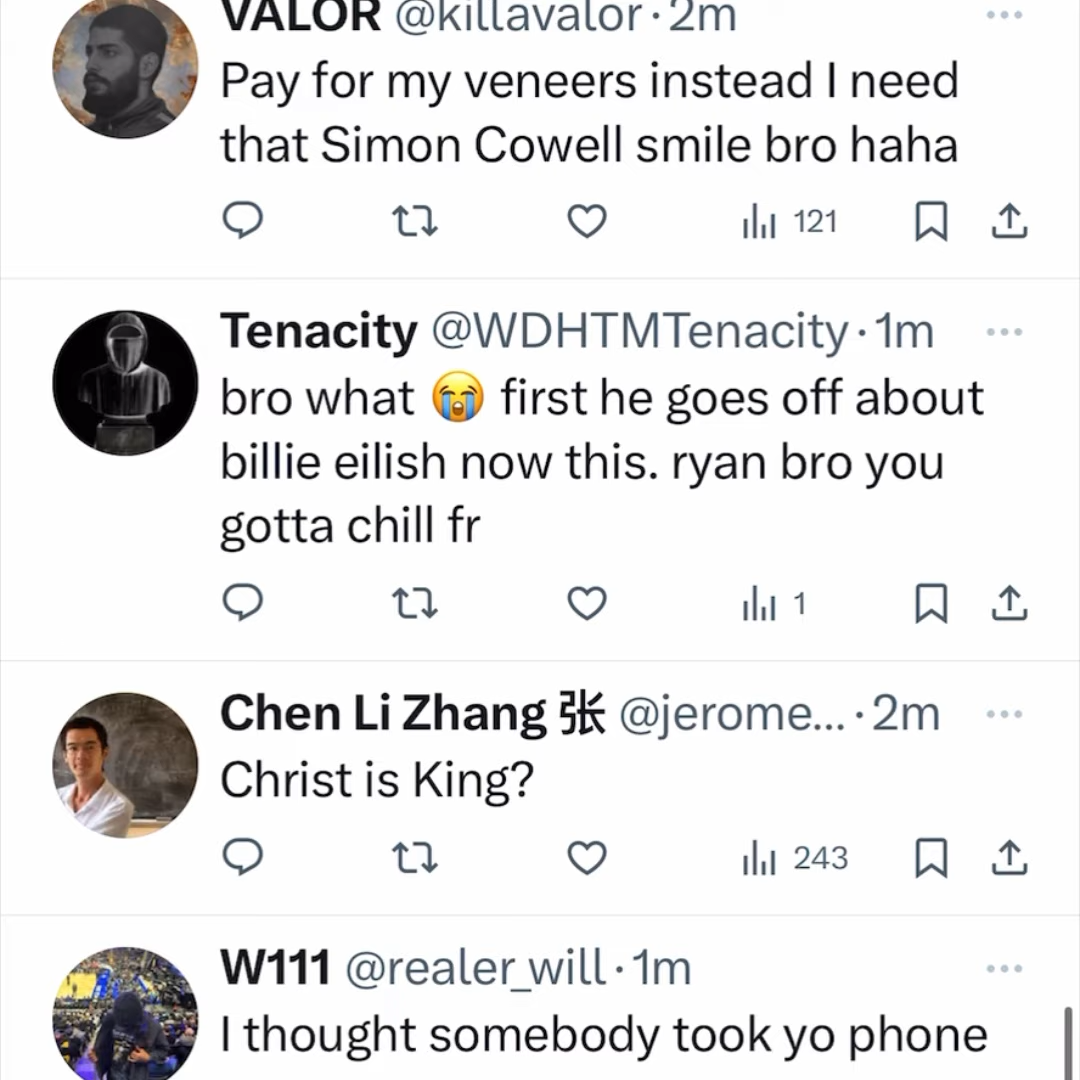 VALOR @killavalor · 2m
Pay for my veneers instead I need
that Simon Cowell smile bro haha
121
Tenacity @WDHTMTenacity · 1m
bro what 😭 first he goes off about
billie eilish now this. ryan bro you
gotta chill fr
1
Chen Li Zhang 张 @jerome... · 2m
Christ is King?
243
W111 @realer_will · 1m
I thought somebody took yo phone